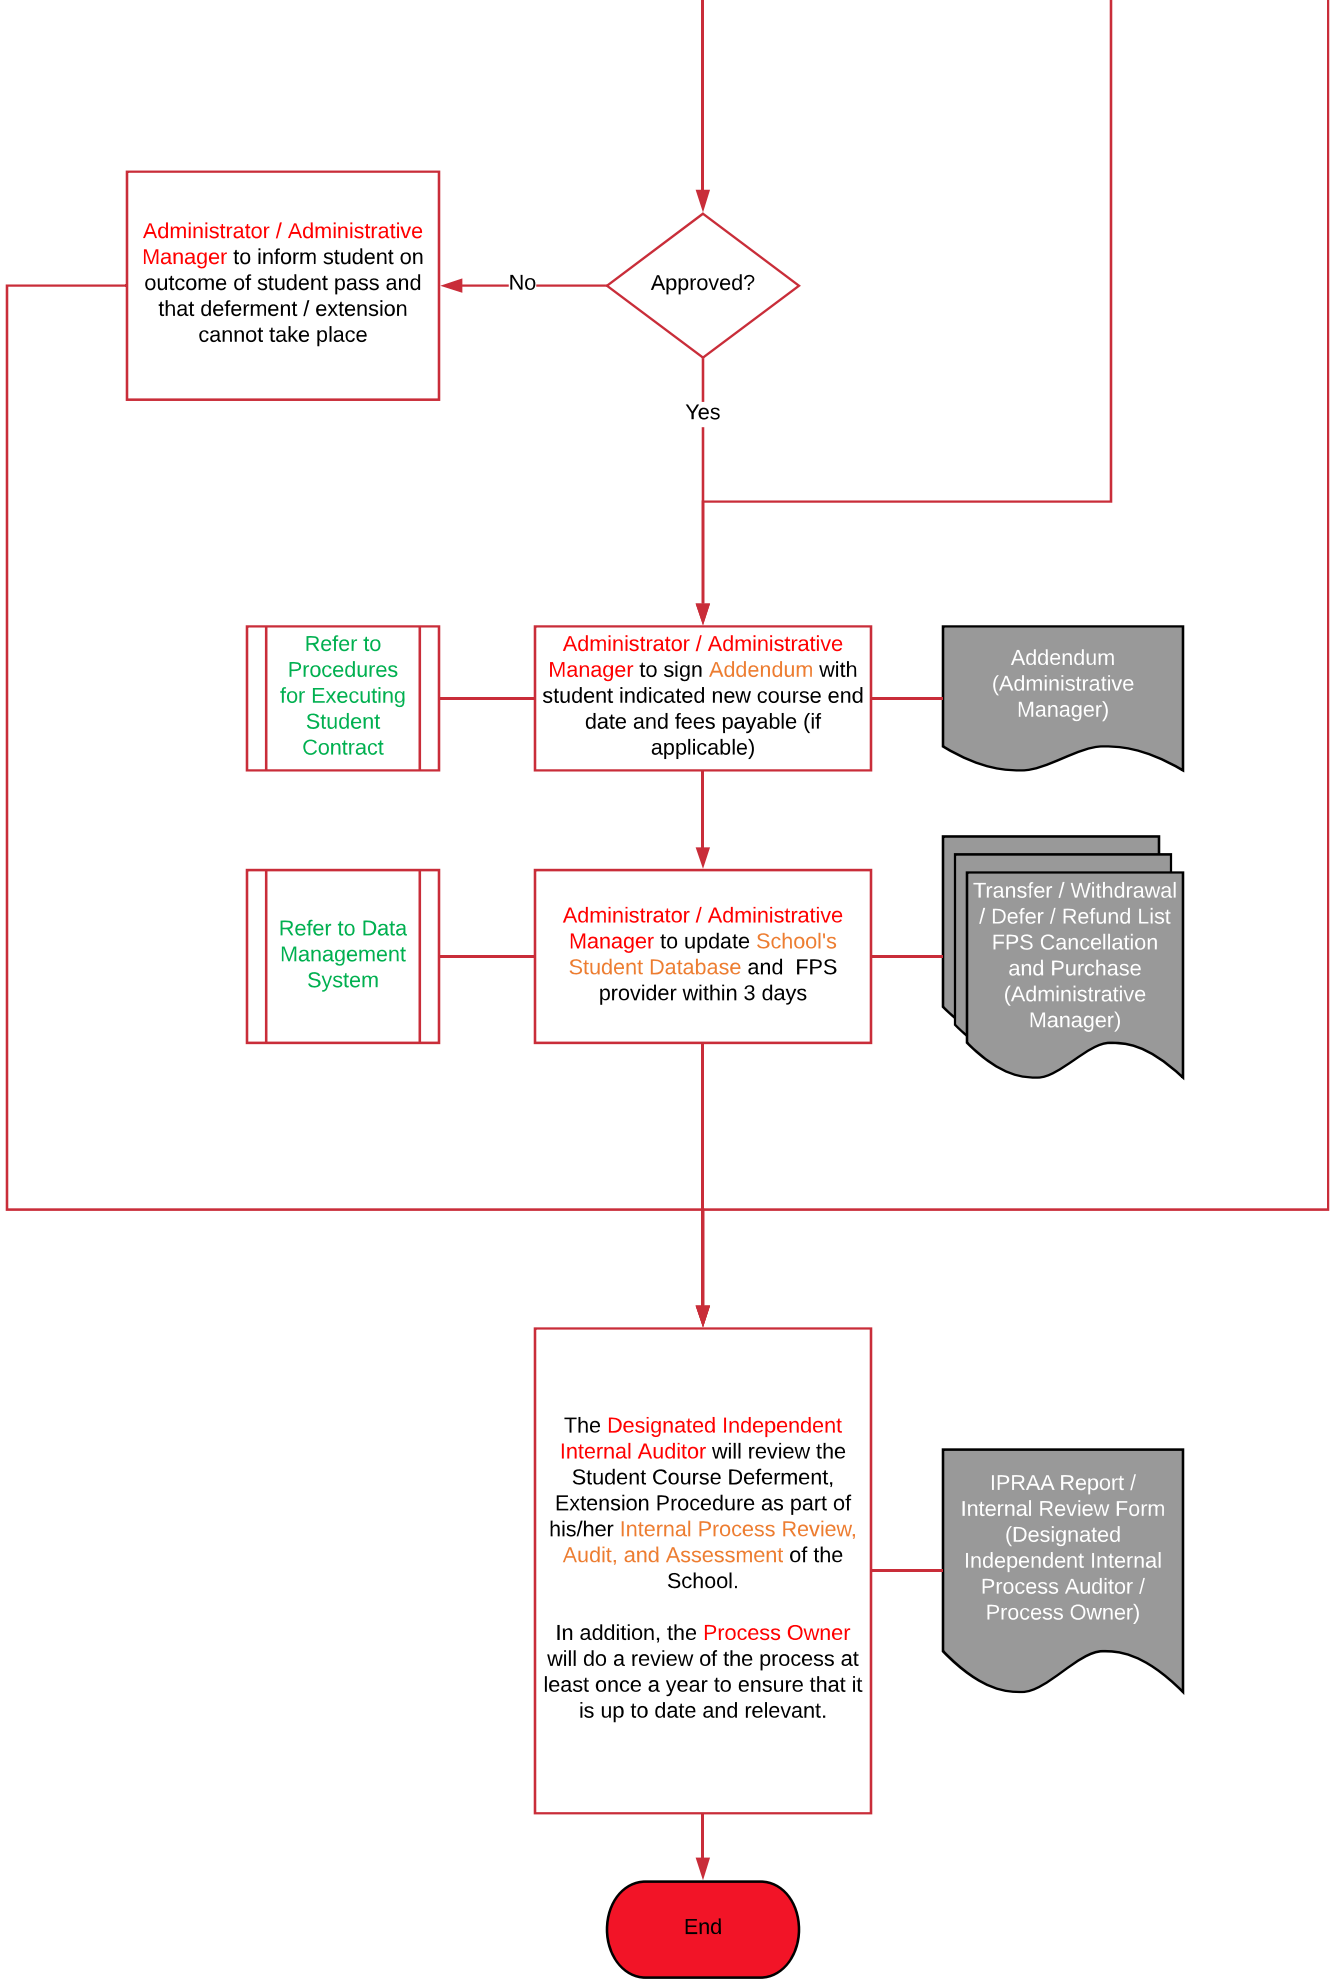 Approved?
No
Administrator / Administrative
Manager to inform student on
outcome of student pass and
that deferment / extension
cannot take place
Yes
Refer to
Procedures
for Executing
Student
Contract
Administrator / Administrative
Manager to sign Addendum with
student indicated new course end
date and fees payable (if
applicable)
Addendum
(Administrative
Manager)
Refer to Data
Management
System
Administrator / Administrative
Manager to update School's
Student Database and  FPS
provider within 3 days
Transfer / Withdrawal
/ Defer / Refund List
FPS Cancellation
and Purchase
(Administrative
Manager)
The Designated Independent
Internal Auditor will review the
Student Course Deferment,
Extension Procedure as part of
his/her Internal Process Review,
Audit, and Assessment of the
School.
In addition, the Process Owner
will do a review of the process at
least once a year to ensure that it
is up to date and relevant.
IPRAA Report /
Internal Review Form
(Designated
Independent Internal
Process Auditor /
Process Owner)
End